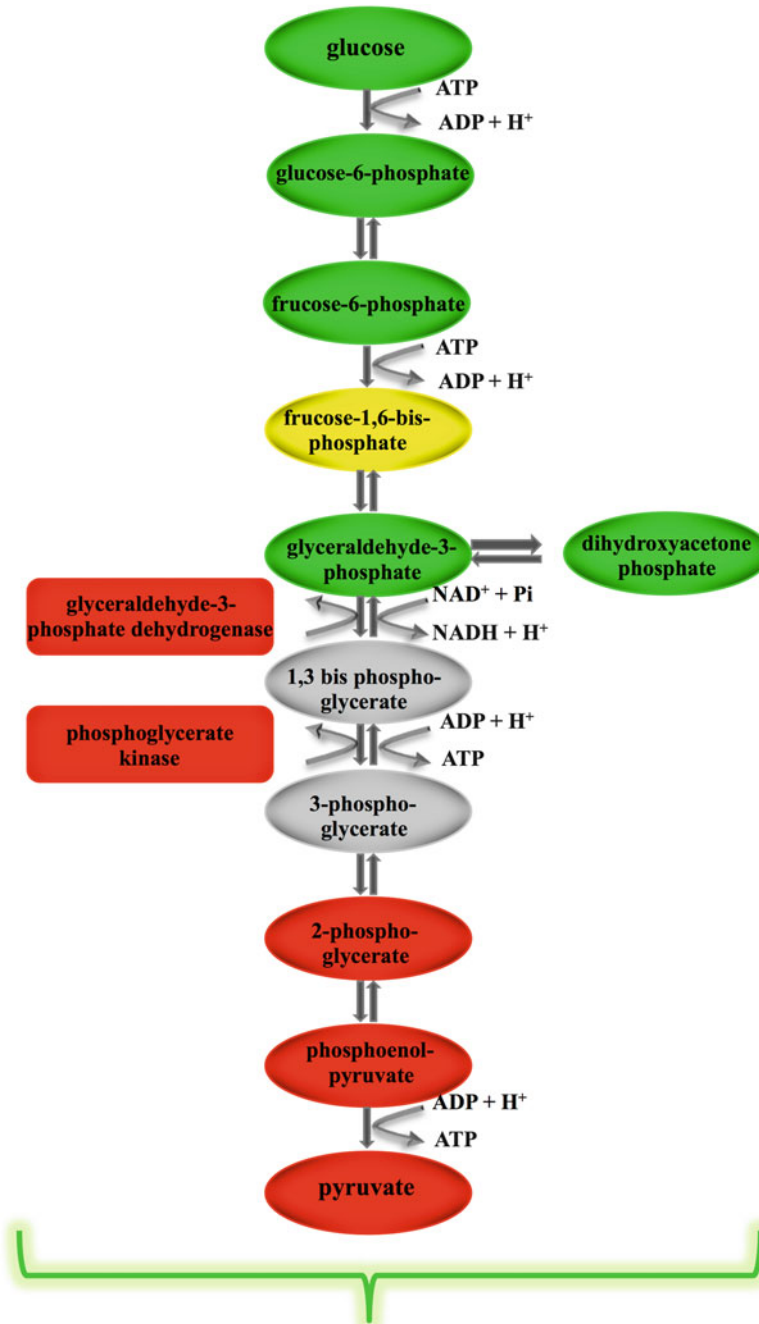 glucose
ATP
ADP + H⁺
glucose-6-phosphate
frucose-6-phosphate
ATP
ADP + H⁺
frucose-1,6-bis-
phosphate
glyceraldehyde-3-
phosphate
dihydroxyacetone
phosphate
glyceraldehyde-3-
phosphate dehydrogenase
NAD⁺ + Pi
NADH + H⁺
1,3 bis phospho-
glycerate
phosphoglycerate
kinase
ADP + H⁺
ATP
3-phospho-
glycerate
2-phospho-
glycerate
phosphoenol-
pyruvate
ADP + H⁺
ATP
pyruvate